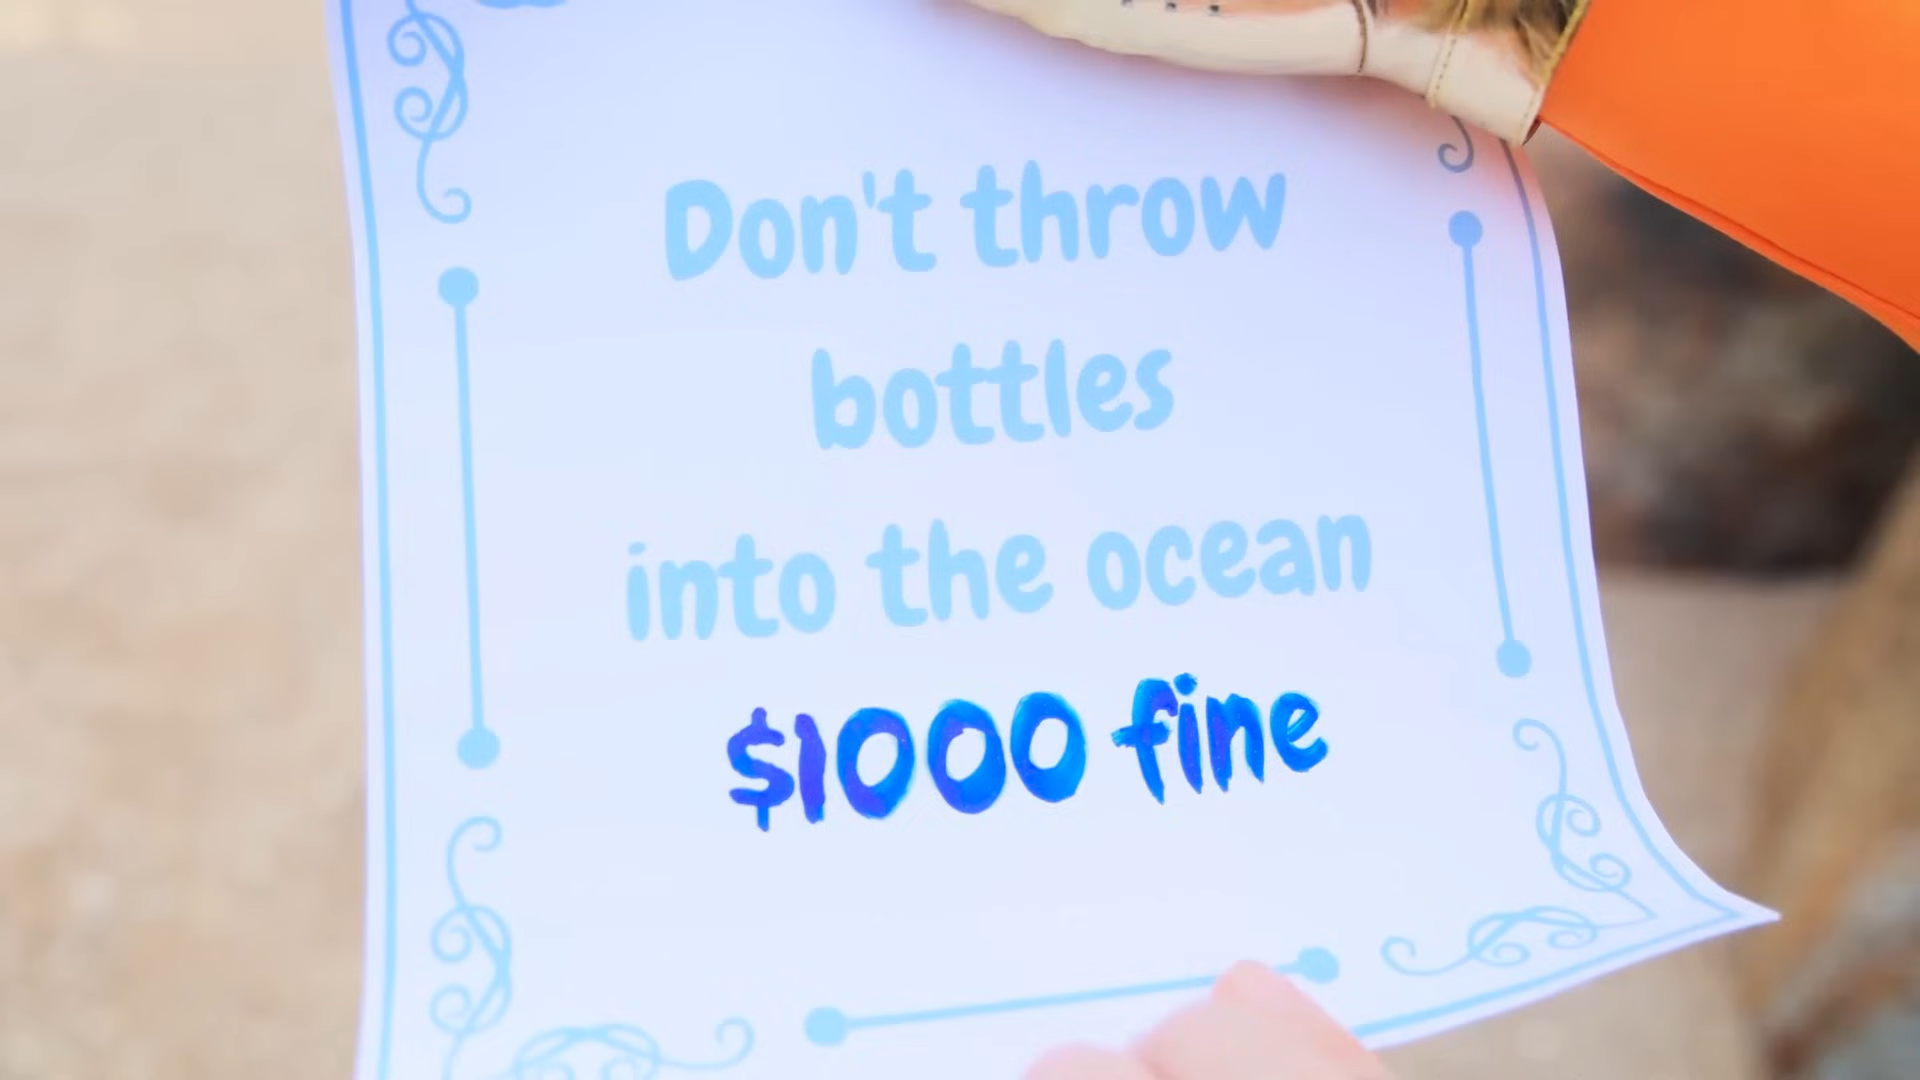 Don't throw
bottles
into the ocean
$1000 fine